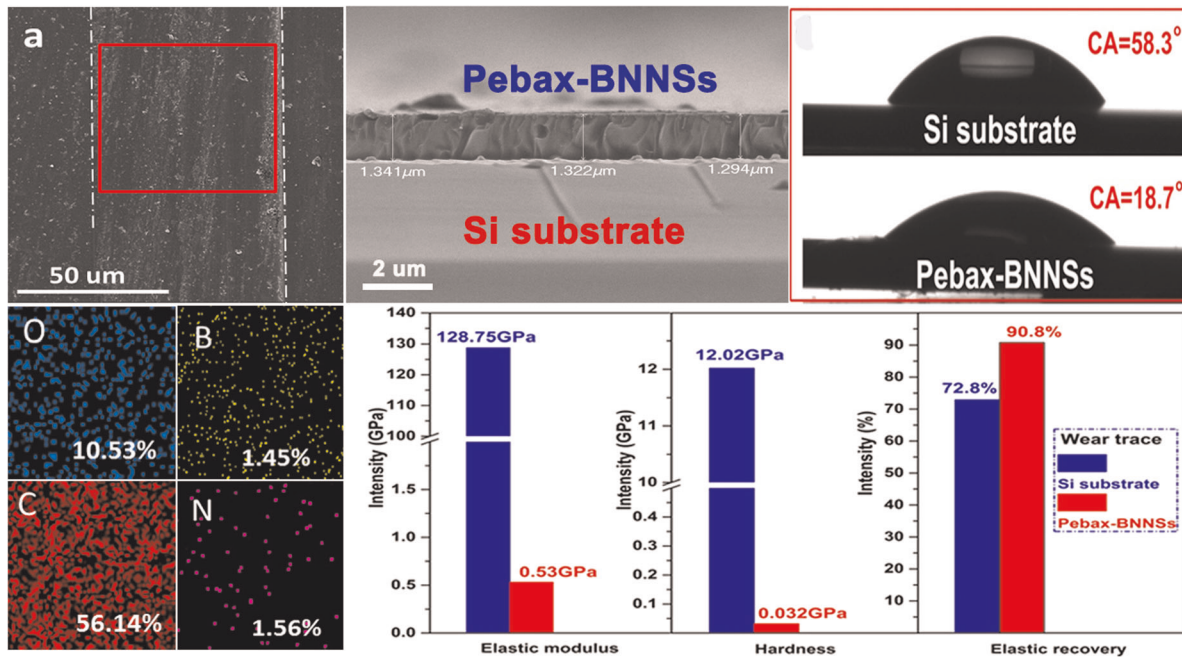 a
50 um
Pebax-BNNSs
1.341µm
1.322µm
1.294µm
Si substrate
2 um
CA=58.3°
Si substrate
CA=18.7°
Pebax-BNNSs
O
10.53%
B
1.45%
C
56.14%
N
1.56%
Intensity (GPa)
140
130
120
110
100
1.5
1.0
0.5
0.0
128.75GPa
0.53GPa
Elastic modulus
Intensity (GPa)
12
11
10
0.4
0.3
0.2
0.1
12.02GPa
0.032GPa
Hardness
Intensity (%)
90
80
70
60
50
40
30
20
10
0
72.8%
90.8%
Wear trace
Si substrate
Pebax-BNNSs
Elastic recovery